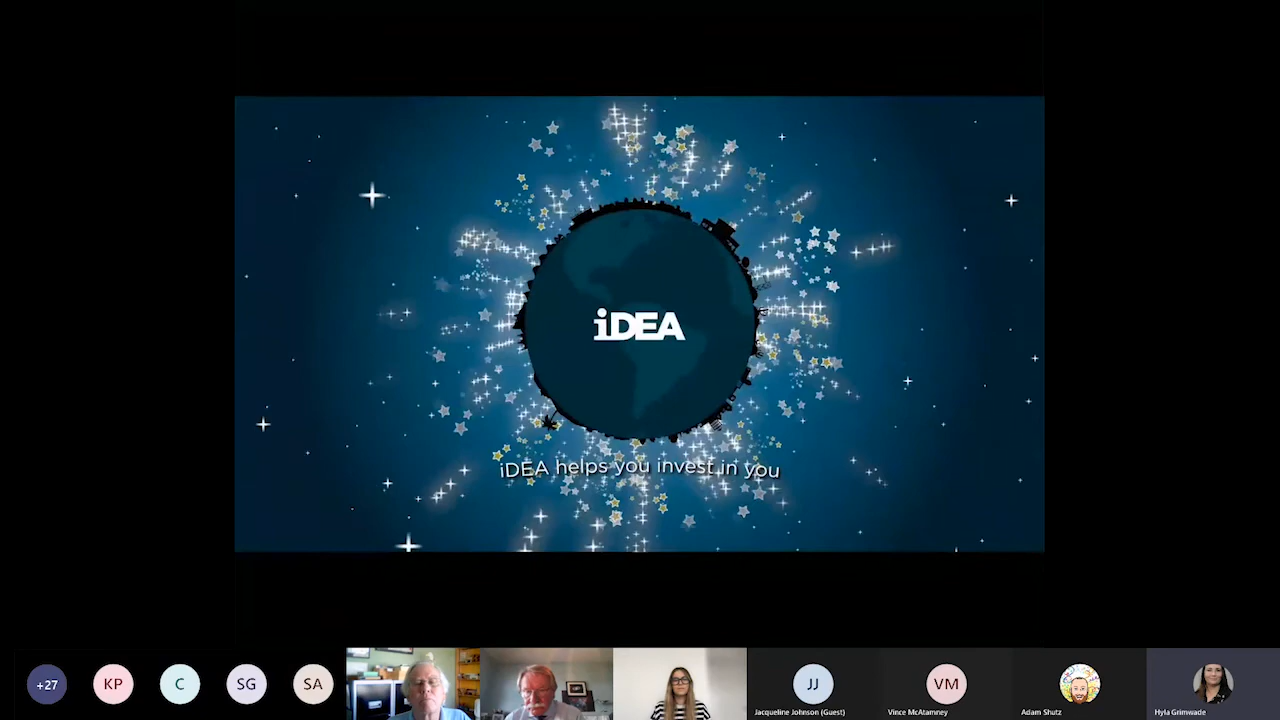 iDEA
iDEA helps you invest in you
+27
KP
C
SG
SA
JJ
Jacqueline Johnson (Guest)
VM
Vince McAtamney
Adam Shutz
Hyla Grimwade